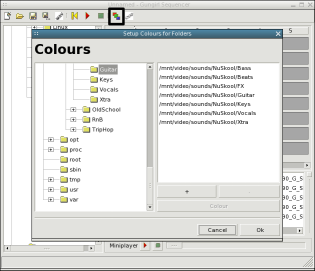 Setup Colours for Folders
Colours
Guitar
Keys
Vocals
Xtra
OldSchool
RnB
TripHop
opt
proc
root
sbin
tmp
usr
var
/mnt/video/sounds/NuSkool/Bass
/mnt/video/sounds/NuSkool/Beats
/mnt/video/sounds/NuSkool/FX
/mnt/video/sounds/NuSkool/Guitar
/mnt/video/sounds/NuSkool/Keys
/mnt/video/sounds/NuSkool/Vocals
/mnt/video/sounds/NuSkool/Xtra
+
Colour
Cancel
Ok
5
Miniplayer